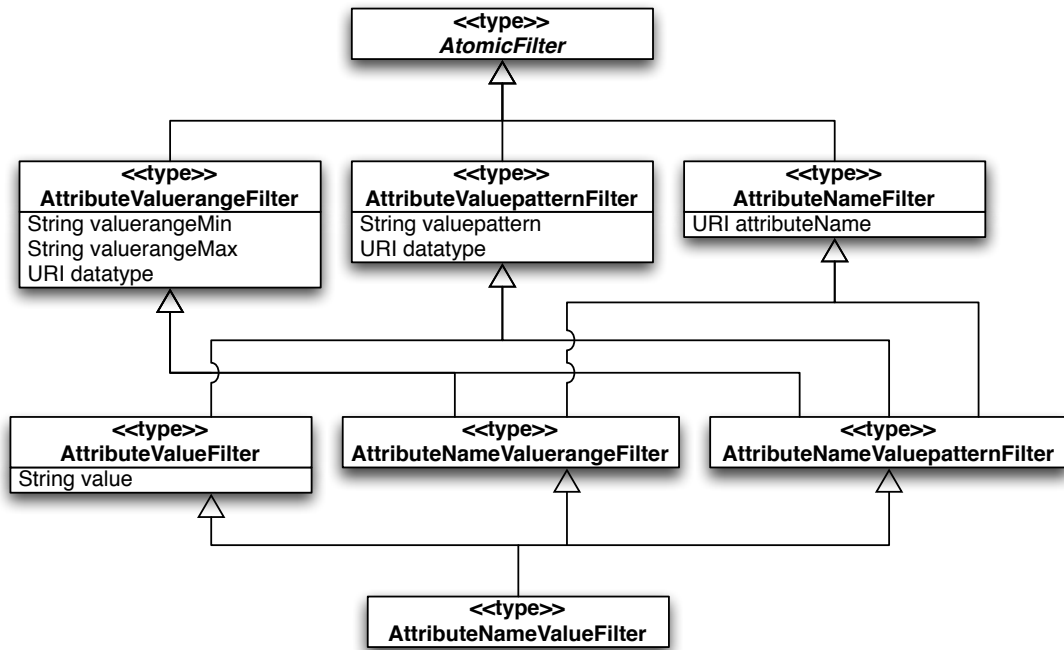 <<type>>
AtomicFilter
<<type>>
AttributeValuerangeFilter
String valuerangeMin
String valuerangeMax
URI datatype
<<type>>
AttributeValuepatternFilter
String valuepattern
URI datatype
<<type>>
AttributeNameFilter
URI attributeName
<<type>>
AttributeValueFilter
String value
<<type>>
AttributeNameValuerangeFilter
<<type>>
AttributeNameValuepatternFilter
<<type>>
AttributeNameValueFilter